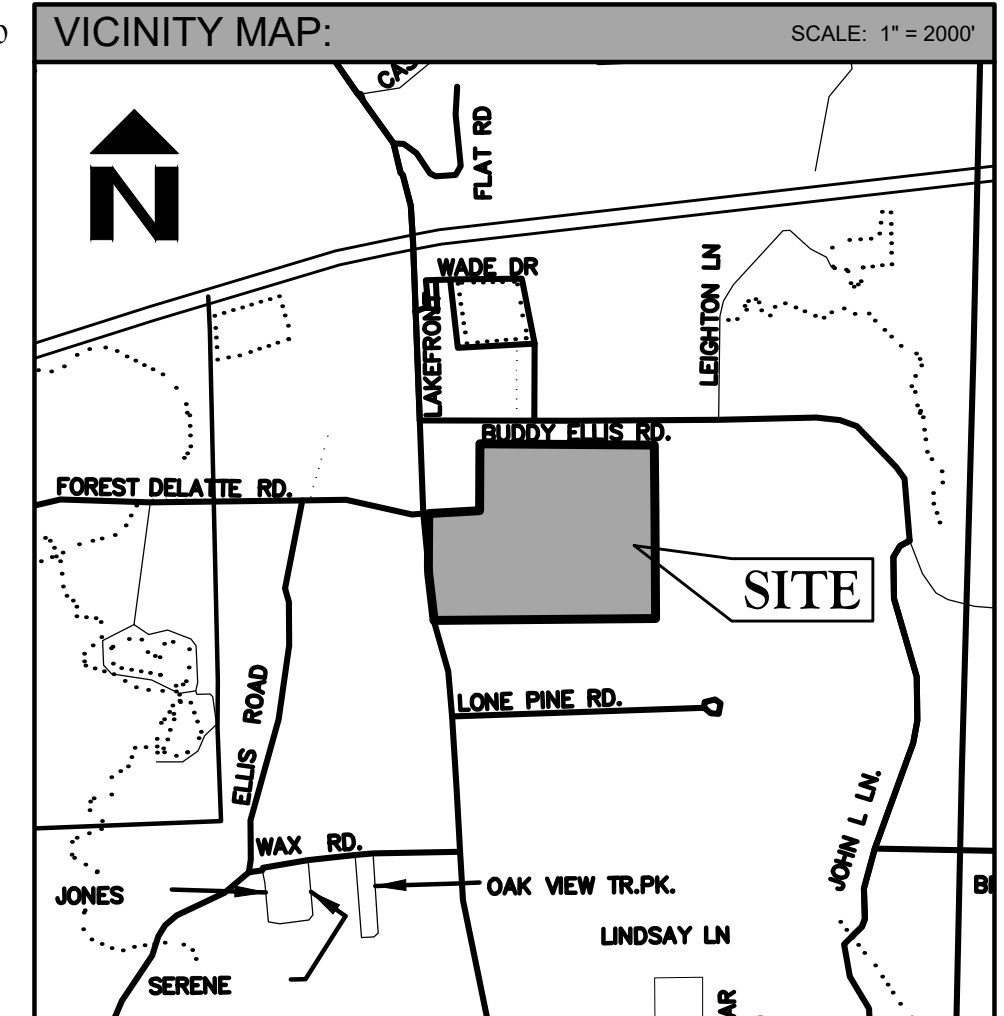 VICINITY MAP:
SCALE: 1" = 2000'
N
FLAT RD
WADE DR
LAKEFRONT
LEIGHTON LN
BUDDY ELLIS RD.
FOREST DELATTE RD.
SITE
ELLIS ROAD
LONE PINE RD.
JOHN L LN.
WAX RD.
JONES
OAK VIEW TR.PK.
LINDSAY LN
SERENE